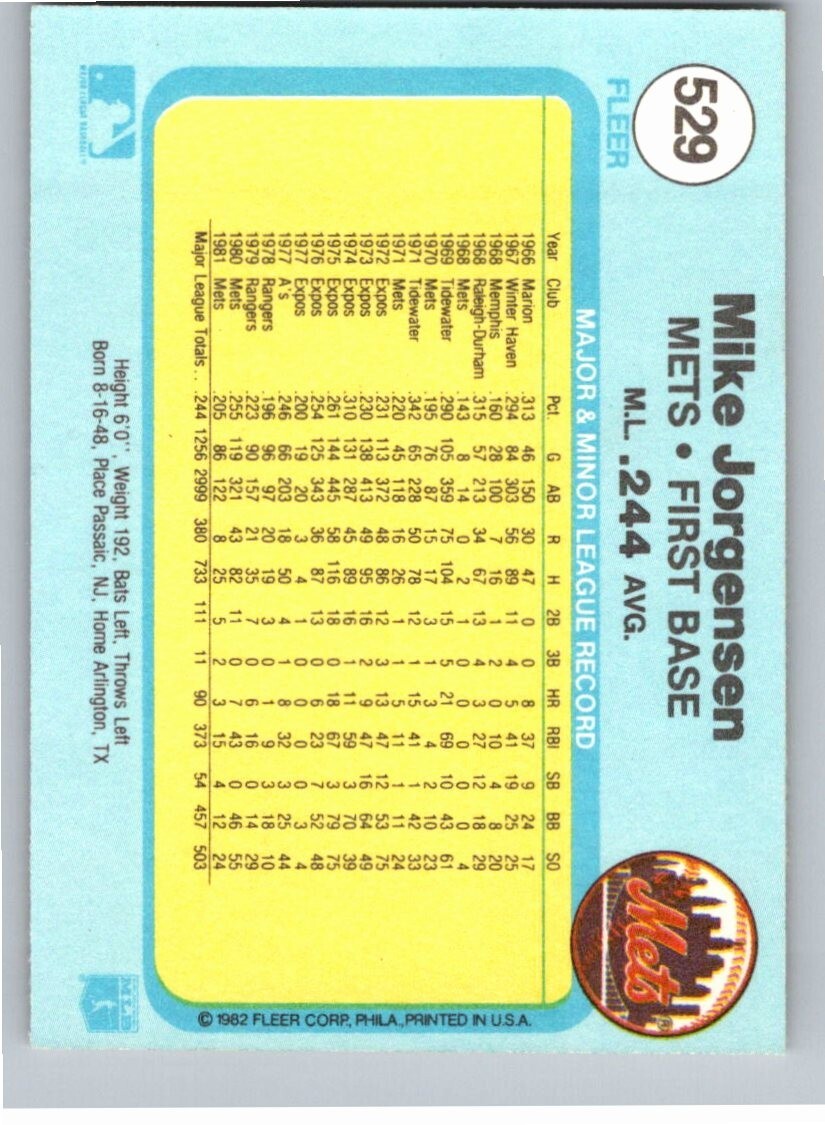 529
FLEER
Mike Jorgensen
METS • FIRST BASE
M.L. .244 AVG.
Mets
MAJOR & MINOR LEAGUE RECORD
Year Club Pct. G AB R H 2B 3B HR RBI SB BB SO
1966 Marion .313 46 150 30 47 0 0 8 37 9 24 17
1967 Winter Haven .294 84 303 56 89 11 4 5 41 19 25 25
1968 Memphis .160 28 100 7 16 1 2 0 10 4 8 20
1968 Raleigh-Durham .315 57 213 34 67 13 4 3 27 12 18 29
1968 Mets .143 8 14 0 2 1 0 0 0 0 0 4
1969 Tidewater .290 105 359 75 104 15 5 21 69 10 43 61
1970 Mets .195 76 87 15 17 3 1 3 4 2 10 23
1971 Tidewater .342 65 228 50 78 12 1 15 41 1 42 33
1971 Mets .220 45 118 16 26 1 1 5 11 1 11 24
1972 Expos .231 113 372 48 86 12 3 13 47 12 53 75
1973 Expos .230 138 413 49 95 16 2 9 47 16 64 49
1974 Expos .310 131 287 45 89 16 1 11 59 3 70 39
1975 Expos .261 144 445 58 116 18 0 18 67 3 79 75
1976 Expos .254 125 343 36 87 13 0 6 23 7 52 48
1977 Expos .200 19 20 3 4 1 0 0 0 0 3 4
1977 A's .246 66 203 18 50 4 1 8 32 3 25 44
1978 Rangers .196 96 97 20 19 3 0 1 9 3 18 10
1979 Rangers .223 90 157 21 35 7 0 6 16 0 14 29
1980 Mets .255 119 321 43 82 11 0 7 43 0 46 55
1981 Mets .205 86 122 8 25 5 2 3 15 4 12 24
Major League Totals . . .244 1256 2999 380 733 111 11 90 373 54 457 503
© 1982 FLEER CORP., PHILA., PRINTED IN U.S.A.
Height 6'0", Weight 192, Bats Left, Throws Left
Born 8-16-48, Place Passaic, NJ, Home Arlington, TX
MAJOR LEAGUE BASEBALL